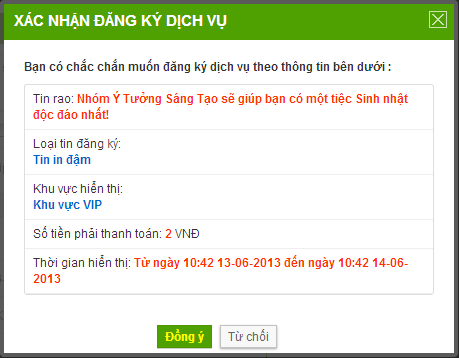 XÁC NHẬN ĐĂNG KÝ DỊCH VỤ
Bạn có chắc chắn muốn đăng ký dịch vụ theo thông tin bên dưới :
Tin rao: Nhóm Ý Tưởng Sáng Tạo sẽ giúp bạn có một tiệc Sinh nhật
độc đáo nhất!
Loại tin đăng ký:
Tin in đậm
Khu vực hiển thị:
Khu vực VIP
Số tiền phải thanh toán: 2 VNĐ
Thời gian hiển thị: Từ ngày 10:42 13-06-2013 đến ngày 10:42 14-06-
2013
Đồng ý
Từ chối